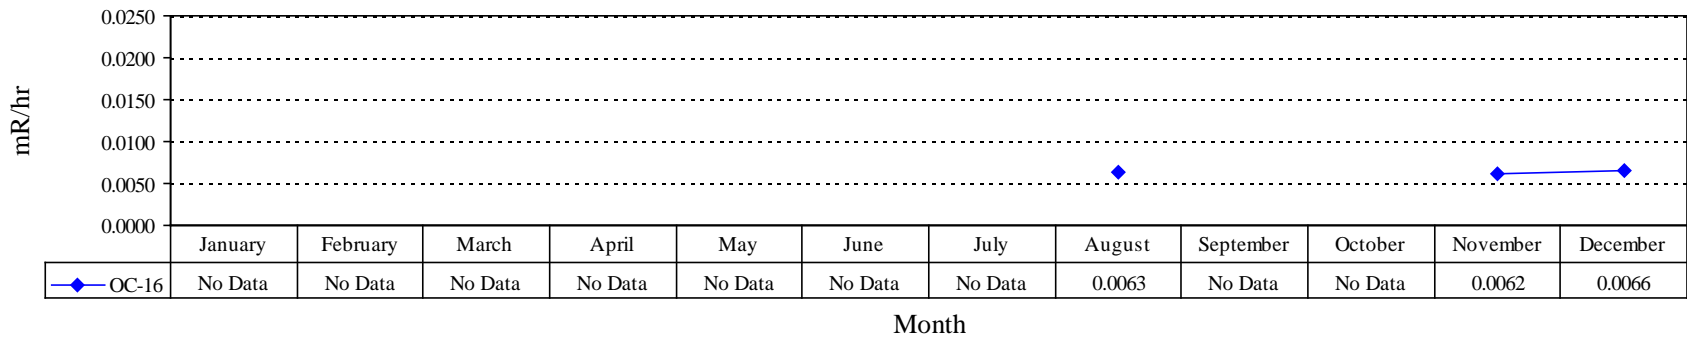 0.0250
0.0200
0.0150
0.0100
0.0050
0.0000
mR/hr
January February March April May June July August September October November December
OC-16 No Data No Data No Data No Data No Data No Data No Data 0.0063 No Data No Data 0.0062 0.0066
Month